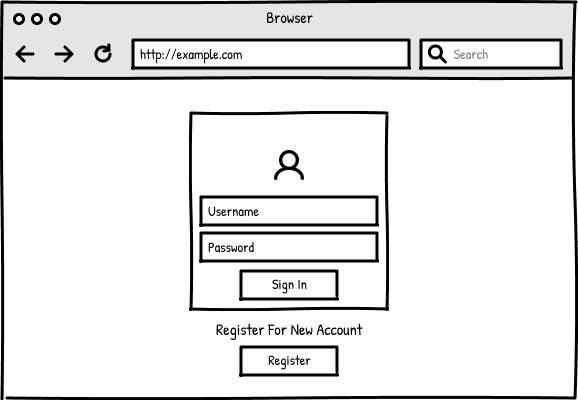 Browser
http://example.com
Search
Username
Password
Sign In
Register For New Account
Register